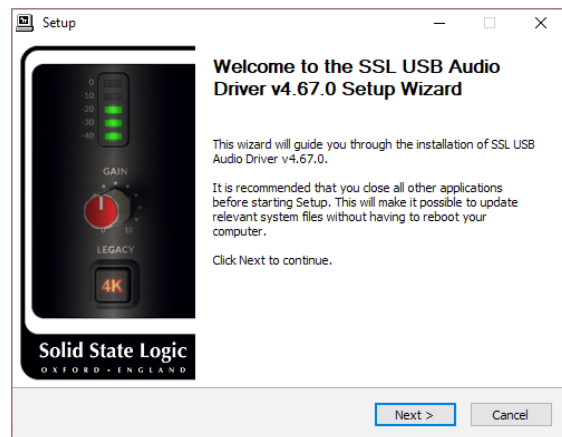 Setup
0
-10
-20
-30
-40
GAIN
0 10
LEGACY
4K
Solid State Logic
OXFORD • ENGLAND
Welcome to the SSL USB Audio
Driver v4.67.0 Setup Wizard
This wizard will guide you through the installation of SSL USB
Audio Driver v4.67.0.
It is recommended that you close all other applications
before starting Setup. This will make it possible to update
relevant system files without having to reboot your
computer.
Click Next to continue.
Next >
Cancel